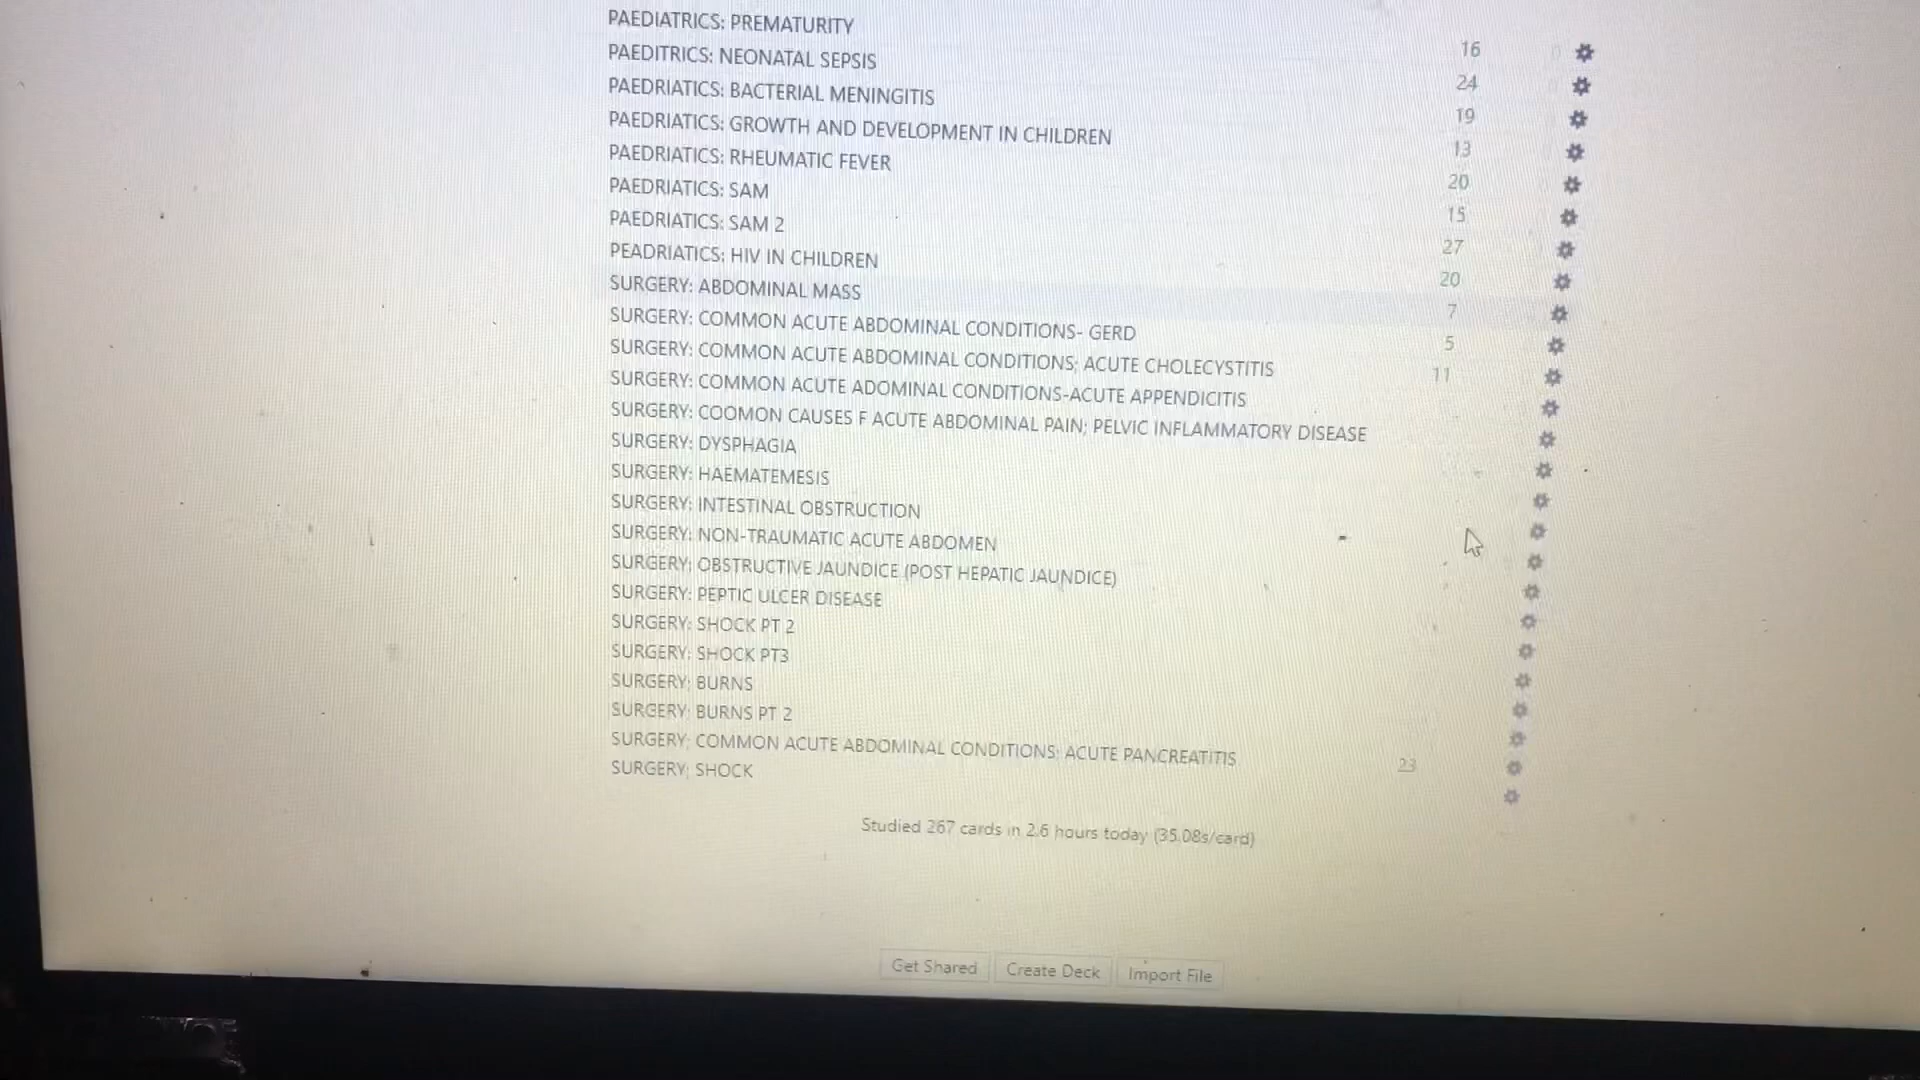 PAEDIATRICS: PREMATURITY 16
PAEDITRICS: NEONATAL SEPSIS 24
PAEDRIATICS: BACTERIAL MENINGITIS 19
PAEDRIATICS: GROWTH AND DEVELOPMENT IN CHILDREN 13
PAEDRIATICS: RHEUMATIC FEVER 20
PAEDRIATICS: SAM 15
PAEDRIATICS: SAM 2 27
PEADRIATICS: HIV IN CHILDREN 20
SURGERY: ABDOMINAL MASS 7
SURGERY: COMMON ACUTE ABDOMINAL CONDITIONS- GERD 5
SURGERY: COMMON ACUTE ABDOMINAL CONDITIONS; ACUTE CHOLECYSTITIS 11
SURGERY: COMMON ACUTE ADOMINAL CONDITIONS-ACUTE APPENDICITIS
SURGERY: COOMON CAUSES F ACUTE ABDOMINAL PAIN; PELVIC INFLAMMATORY DISEASE
SURGERY: DYSPHAGIA
SURGERY: HAEMATEMESIS
SURGERY: INTESTINAL OBSTRUCTION
SURGERY: NON-TRAUMATIC ACUTE ABDOMEN
SURGERY: OBSTRUCTIVE JAUNDICE (POST HEPATIC JAUNDICE)
SURGERY: PEPTIC ULCER DISEASE
SURGERY: SHOCK PT 2
SURGERY: SHOCK PT3
SURGERY; BURNS
SURGERY; BURNS PT 2
SURGERY; COMMON ACUTE ABDOMINAL CONDITIONS; ACUTE PANCREATITIS 23
SURGERY; SHOCK
Studied 267 cards in 2.6 hours today (35.08s/card)
Get Shared Create Deck Import File